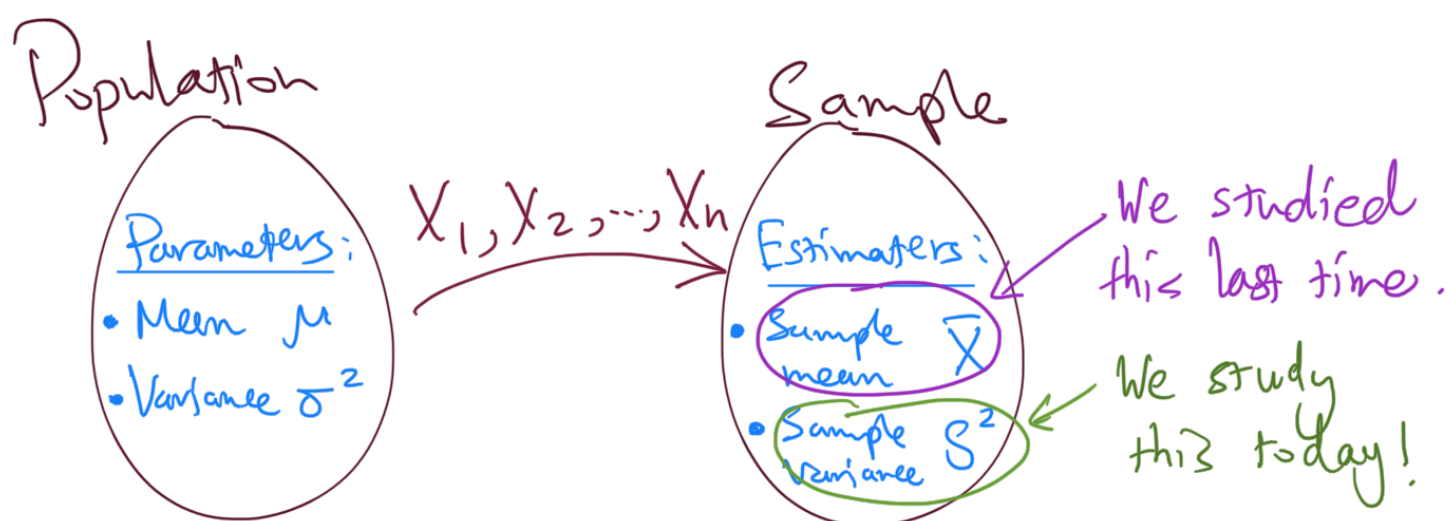 Population
Parameters:
• Mean μ
• Variance σ²
X₁, X₂, ..., Xn
Sample
Estimaters:
• Sample mean X̄
• Sample Variance S²
We studied
this last time.
We study
this today!